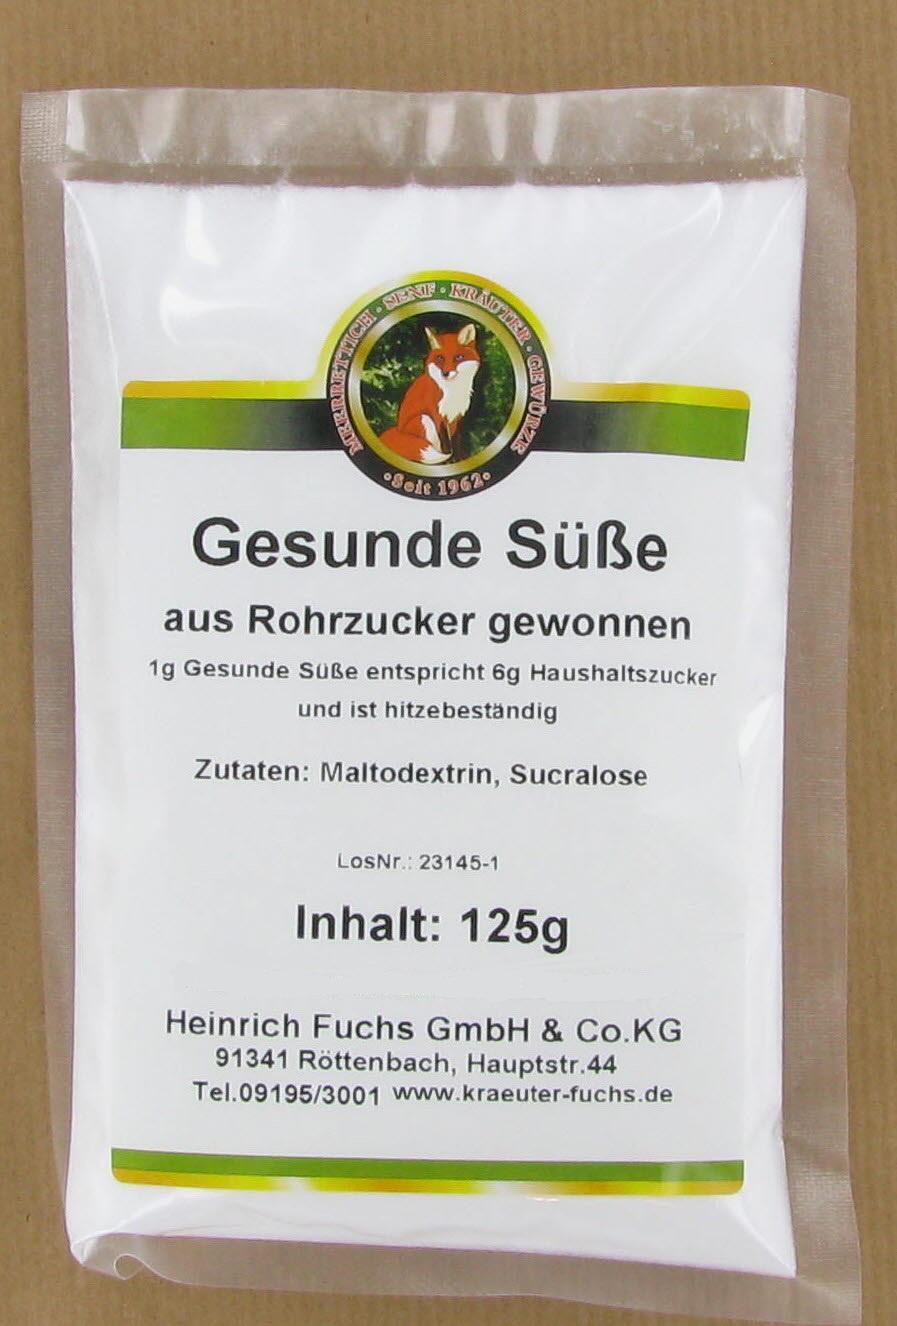 MEERRETTICH · SENF · KRÄUTER · GEWÜRZE
·Seit 1962·
Gesunde Süße
aus Rohrzucker gewonnen
1g Gesunde Süße entspricht 6g Haushaltszucker
und ist hitzebeständig
Zutaten: Maltodextrin, Sucralose
LosNr.: 23145-1
Inhalt: 125g
Heinrich Fuchs GmbH & Co.KG
91341 Röttenbach, Hauptstr.44
Tel.09195/3001 www.kraeuter-fuchs.de